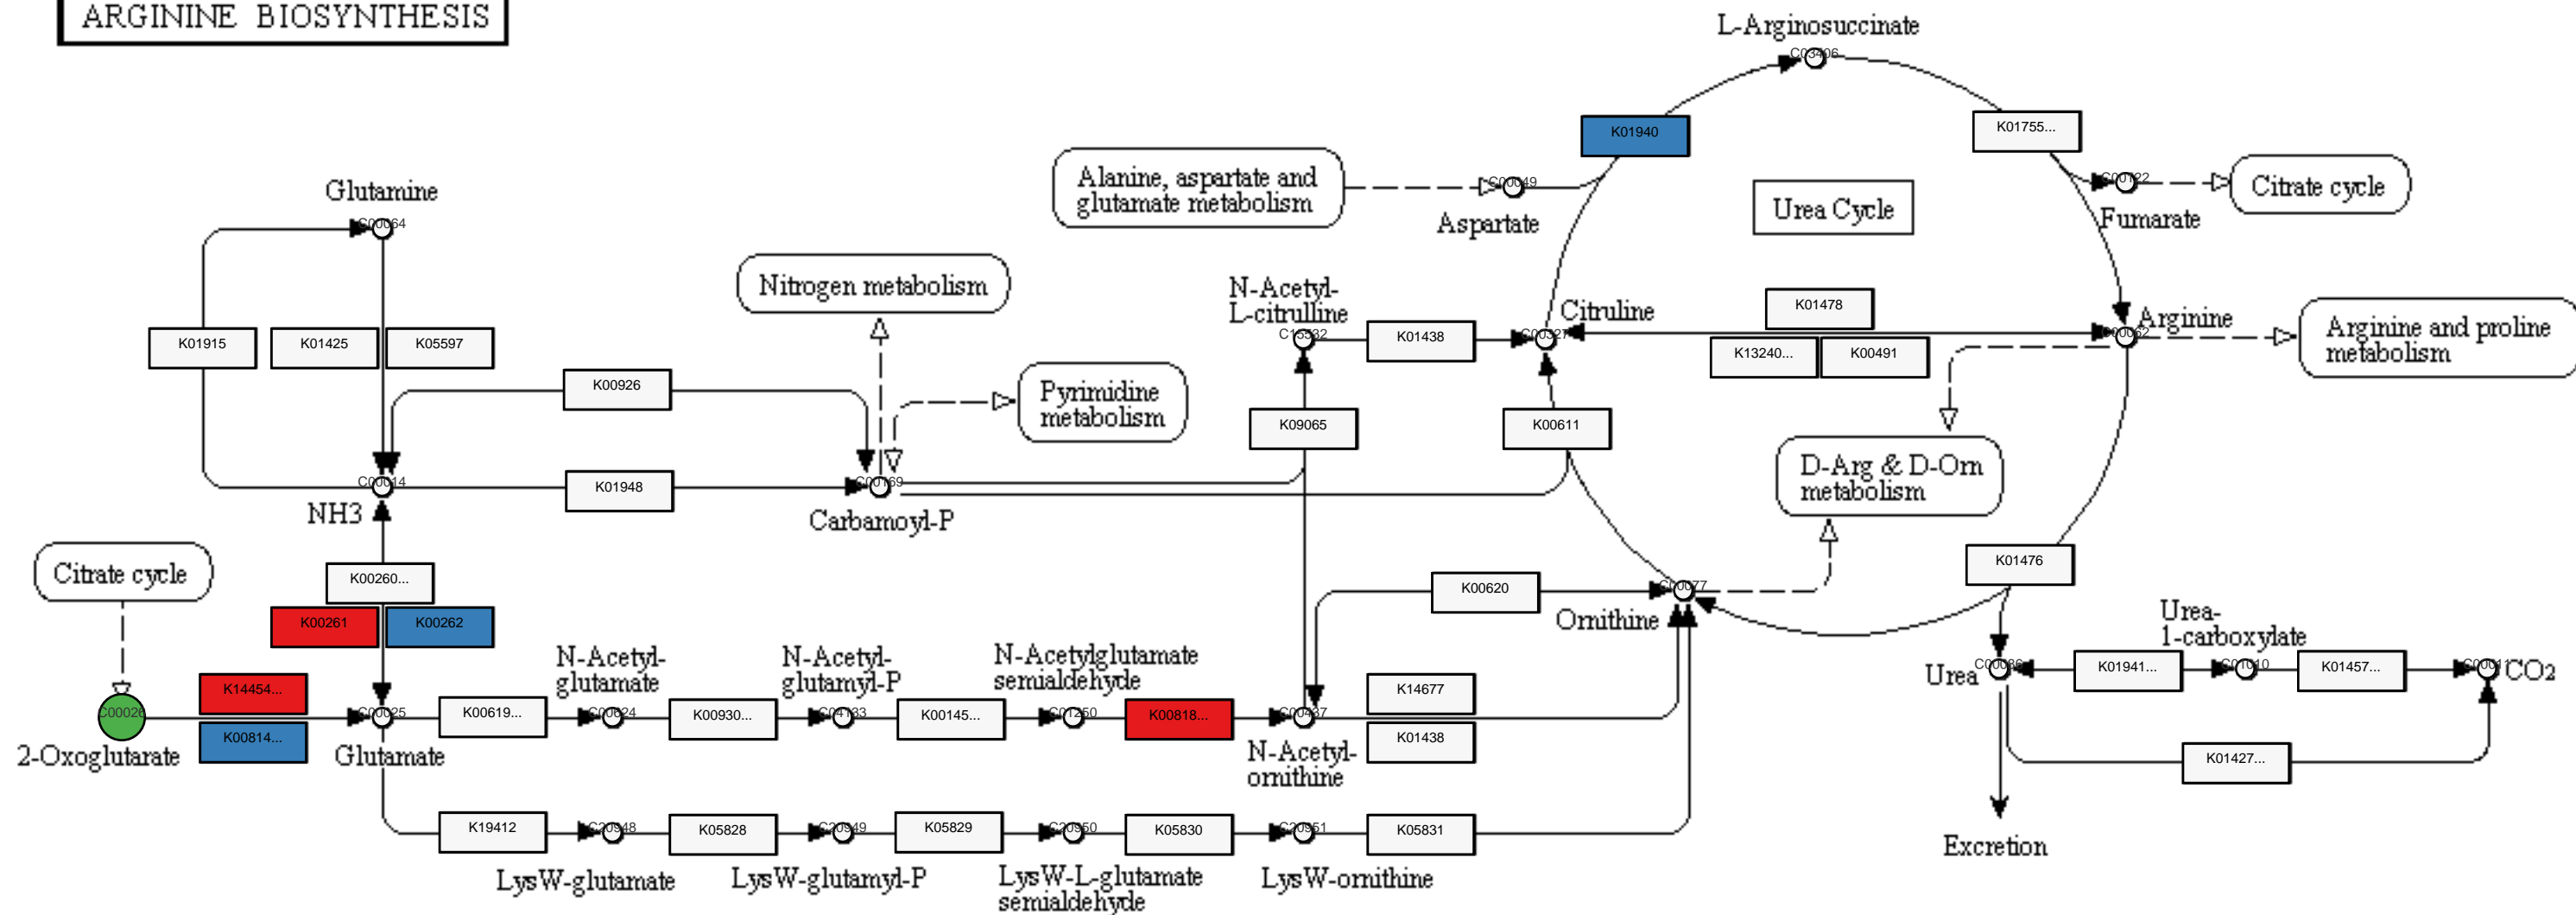 ARGININE BIOSYNTHESIS
L-Arginosuccinate
C03406
K01940
K01755...
Alanine, aspartate and
glutamate metabolism
C00049
Aspartate
Urea Cycle
C00122
Fumarate
Citrate cycle
Glutamine
C00064
Nitrogen metabolism
N-Acetyl-
L-citrulline
C15532
K01438
Citruline
C00327
K01478
K13240...
K00491
Arginine
C00062
Arginine and proline
metabolism
K01915
K01425
K05597
K00926
Pyrimidine
metabolism
K09065
K00611
D-Arg & D-Orn
metabolism
C00014
NH3
K01948
C00169
Carbamoyl-P
Citrate cycle
K00260...
K00261
K00262
K00620
C00077
Ornithine
K01476
Urea-
1-carboxylate
C00086
Urea
K01941...
C01010
K01457...
C00011
CO2
K14454...
C00026
K00814...
2-Oxoglutarate
C00025
Glutamate
K00619...
N-Acetyl-
glutamate
C00624
K00930...
N-Acetyl-
glutamyl-P
C04133
K00145...
N-Acetylglutamate
semialdehyde
C01250
K00818...
C00437
N-Acetyl-
ornithine
K14677
K01438
K01427...
K19412
C20948
K05828
C20949
K05829
C20950
K05830
C20951
K05831
LysW-glutamate
LysW-glutamyl-P
LysW-L-glutamate
semialdehyde
LysW-ornithine
Excretion